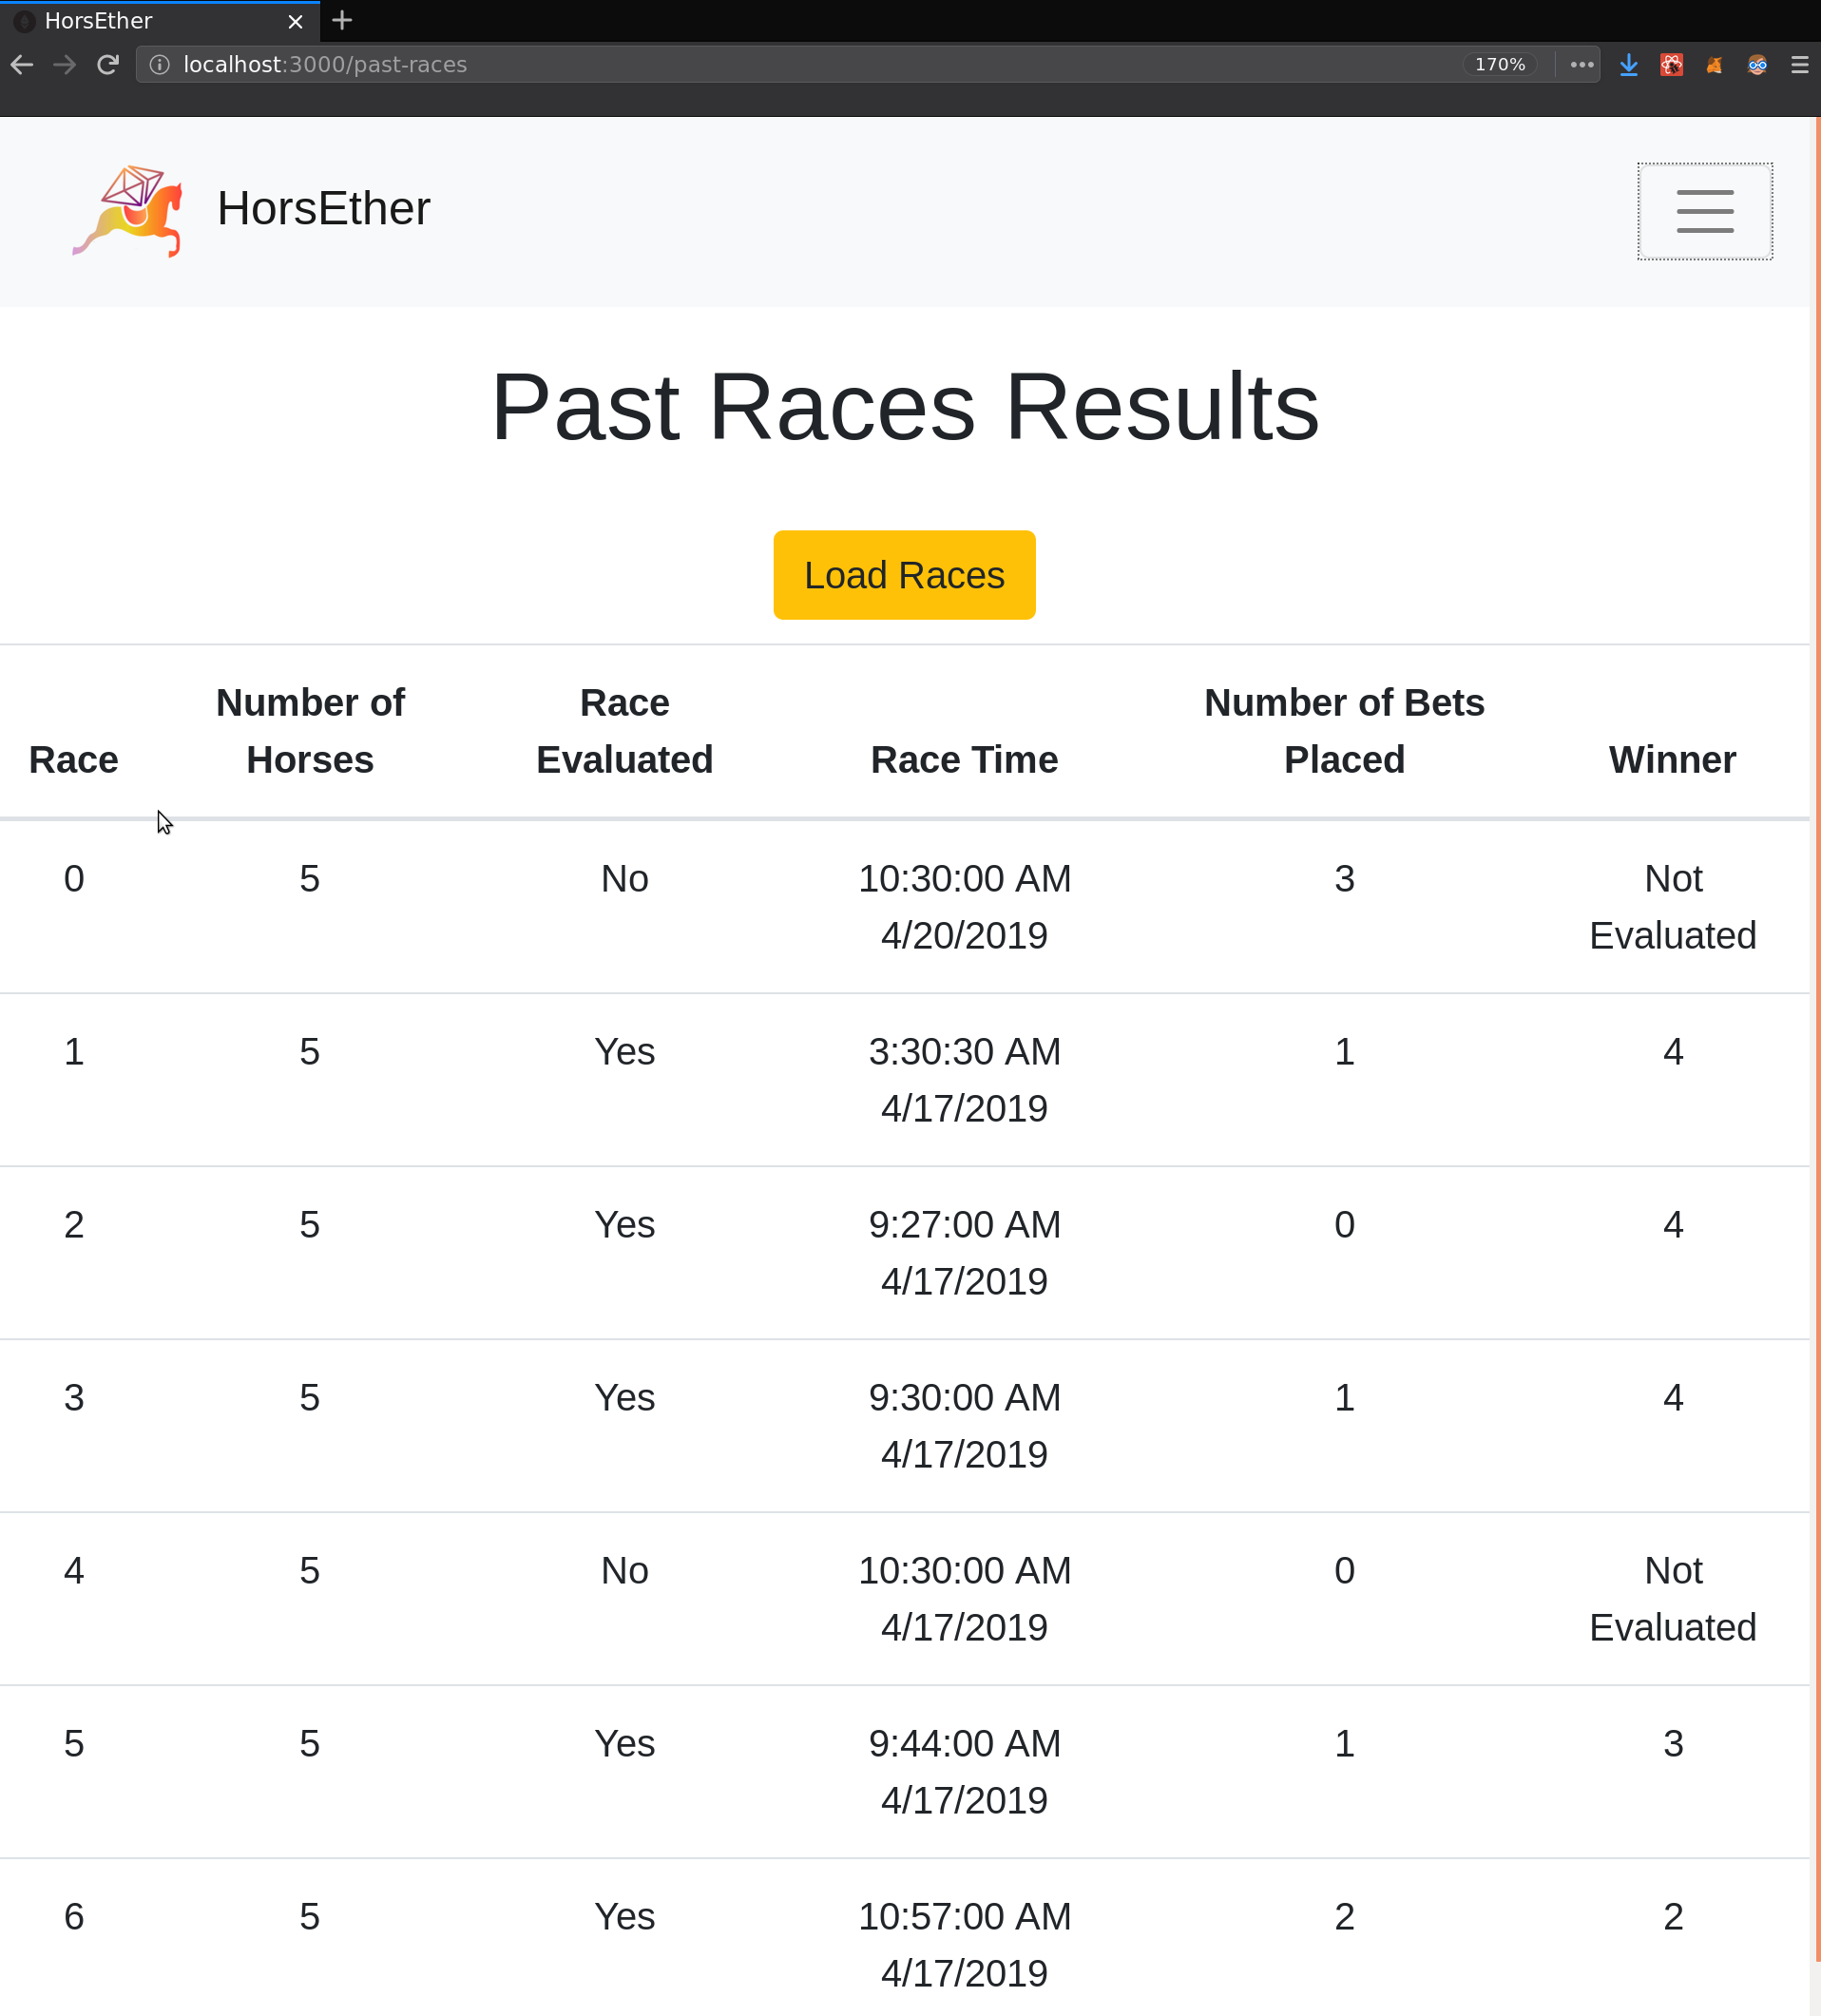 HorsEther
localhost:3000/past-races
170%
HorsEther
Past Races Results
Load Races
Race
Number of
Horses
Race
Evaluated
Race Time
Number of Bets
Placed
Winner
0 5 No 10:30:00 AM 3 Not
4/20/2019 Evaluated
1 5 Yes 3:30:30 AM 1 4
4/17/2019
2 5 Yes 9:27:00 AM 0 4
4/17/2019
3 5 Yes 9:30:00 AM 1 4
4/17/2019
4 5 No 10:30:00 AM 0 Not
4/17/2019 Evaluated
5 5 Yes 9:44:00 AM 1 3
4/17/2019
6 5 Yes 10:57:00 AM 2 2
4/17/2019